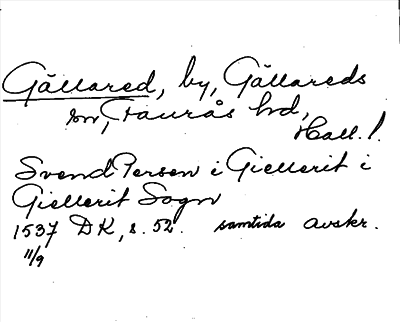 Gällared, by, Gällareds
sn, Faurås hd,
Hall. l.
Svend Persen i Giellerit i
Giellerit Sogn
1537 DK, s. 52. samtida avskr.
11/9